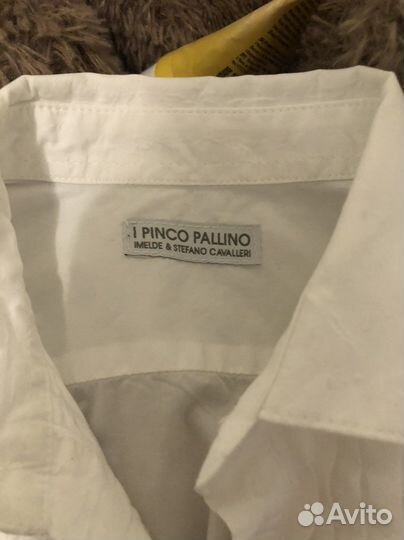 I PINCO PALLINO
IMELDE & STEFANO CAVALLERI
Avito